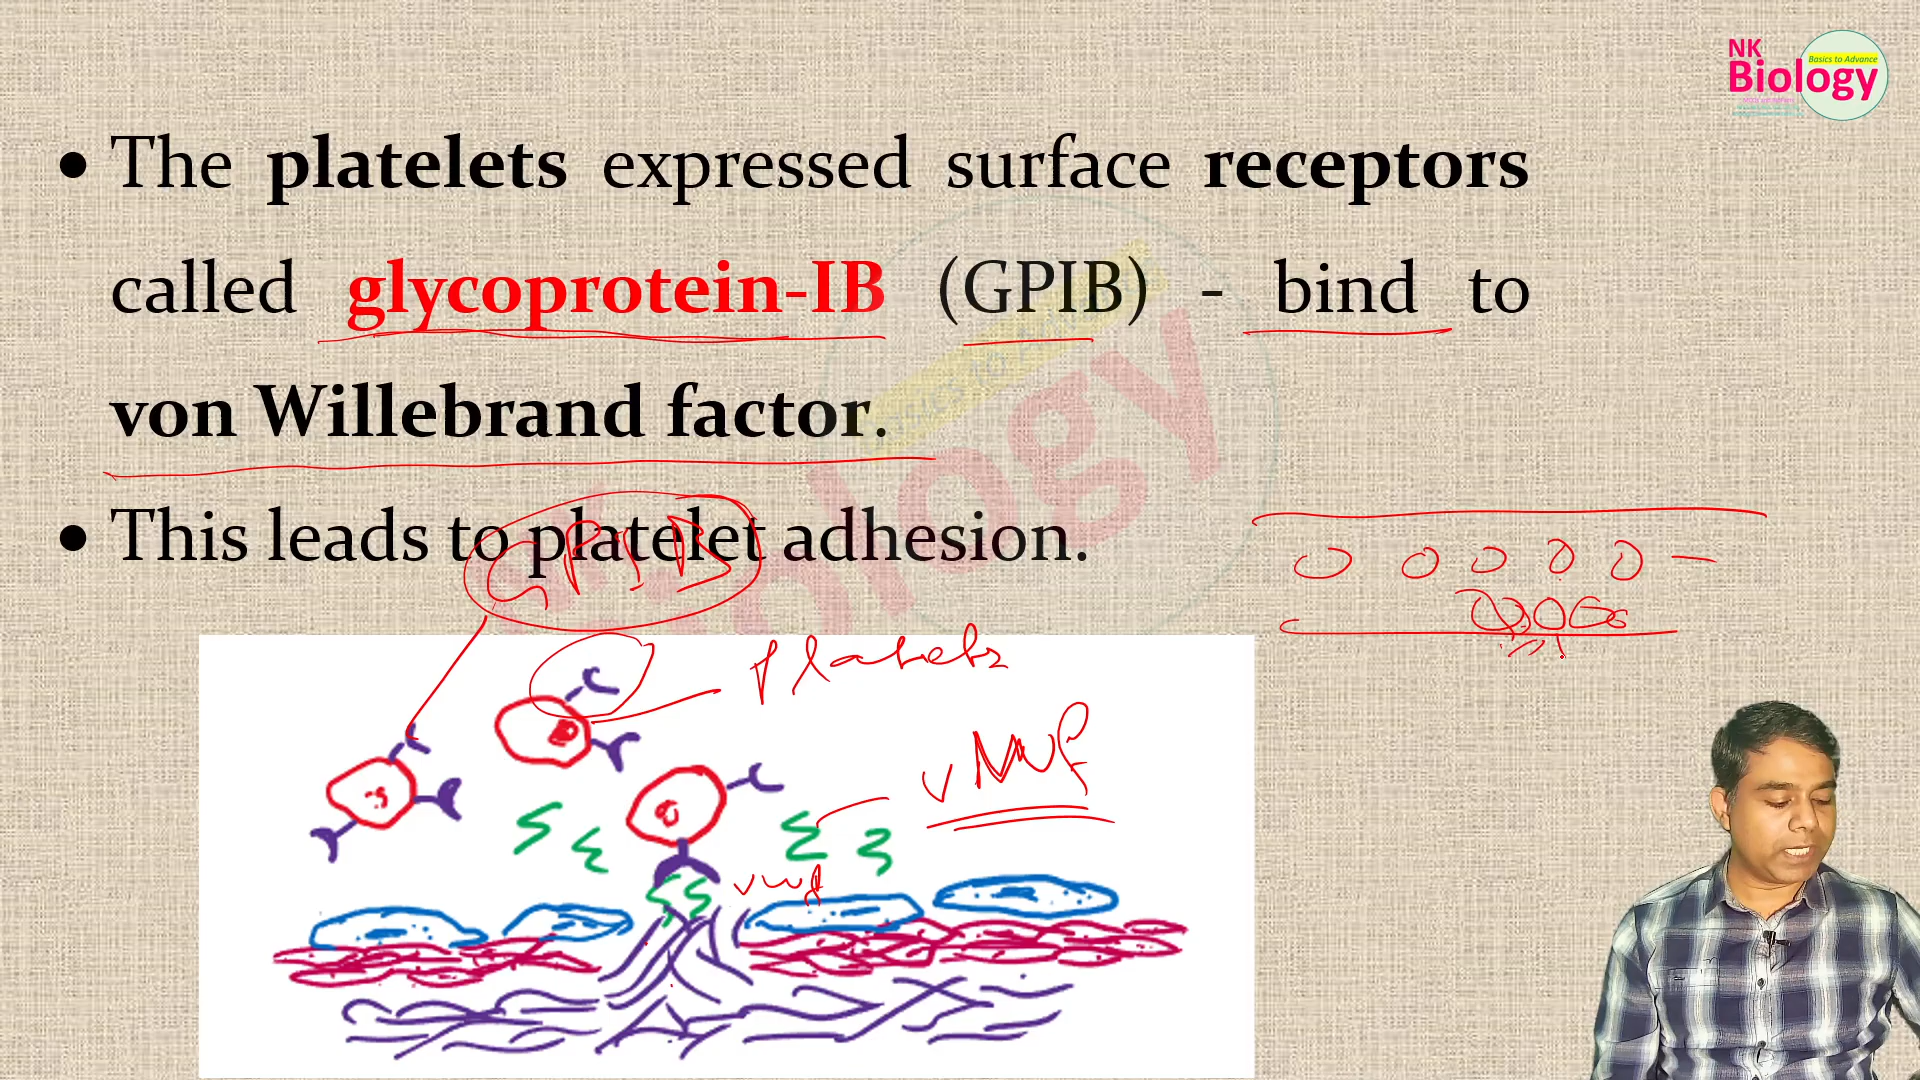 NK
Biology
Basics to Advance
• The platelets expressed surface receptors
called glycoprotein-IB (GPIB) - bind to
von Willebrand factor.
• This leads to platelet adhesion.
GPIB
Platelets
vWf
vwf
ology